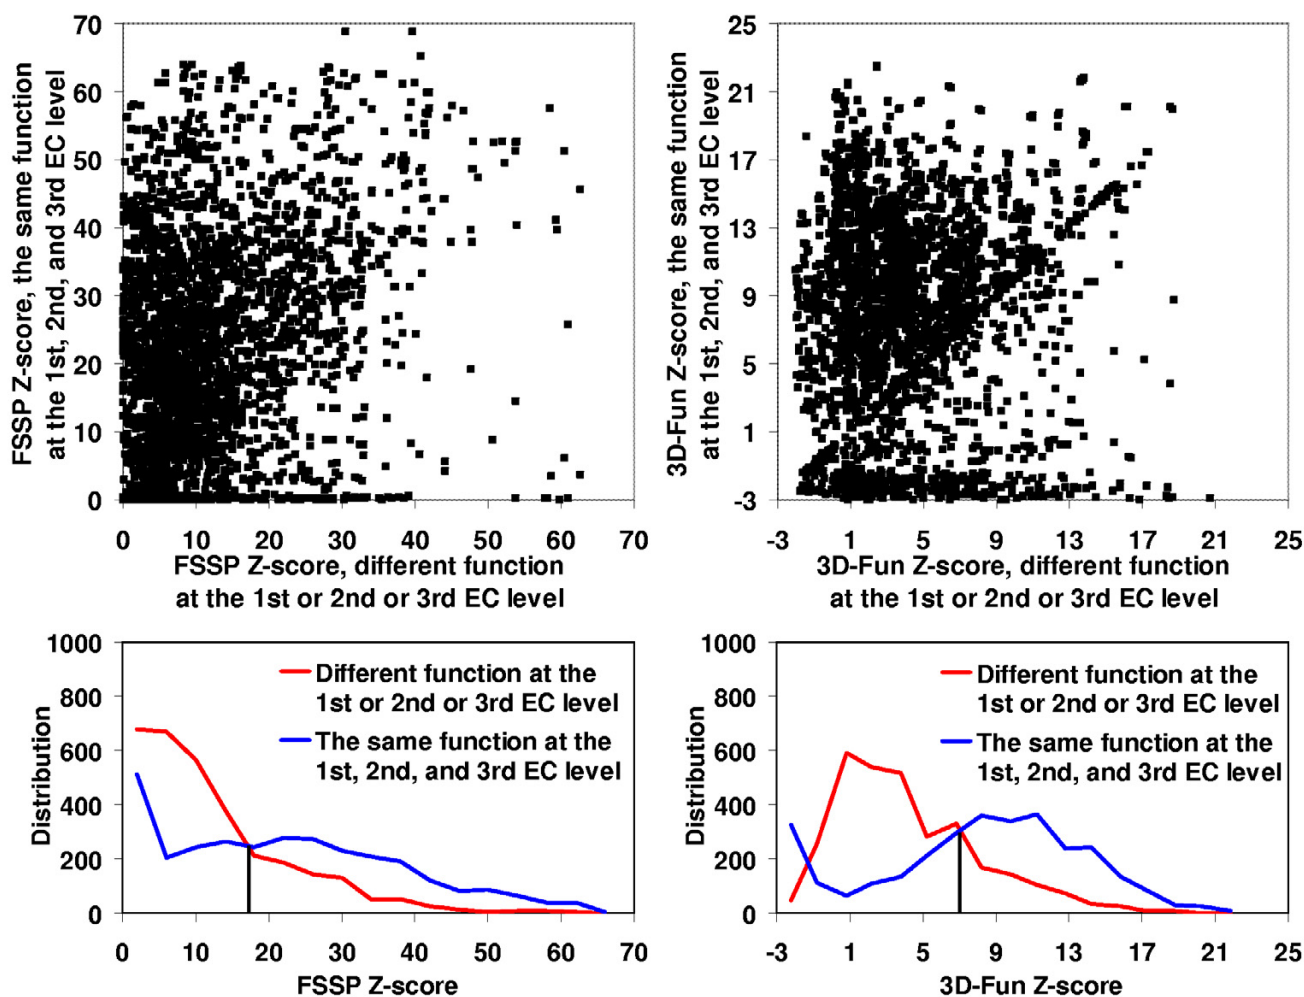 FSSP Z-score, the same function
at the 1st, 2nd, and 3rd EC level
70
60
50
40
30
20
10
0
0 10 20 30 40 50 60 70
FSSP Z-score, different function
at the 1st or 2nd or 3rd EC level
3D-Fun Z-score, the same function
at the 1st, 2nd, and 3rd EC level
25
21
17
13
9
5
1
-3
-3 1 5 9 13 17 21 25
3D-Fun Z-score, different function
at the 1st or 2nd or 3rd EC level
Distribution
1000
800
600
400
200
0
Different function at the
1st or 2nd or 3rd EC level
The same function at the
1st, 2nd, and 3rd EC level
0 10 20 30 40 50 60 70
FSSP Z-score
Distribution
1000
800
600
400
200
0
Different function at the
1st or 2nd or 3rd EC level
The same function at the
1st, 2nd, and 3rd EC level
-3 1 5 9 13 17 21 25
3D-Fun Z-score